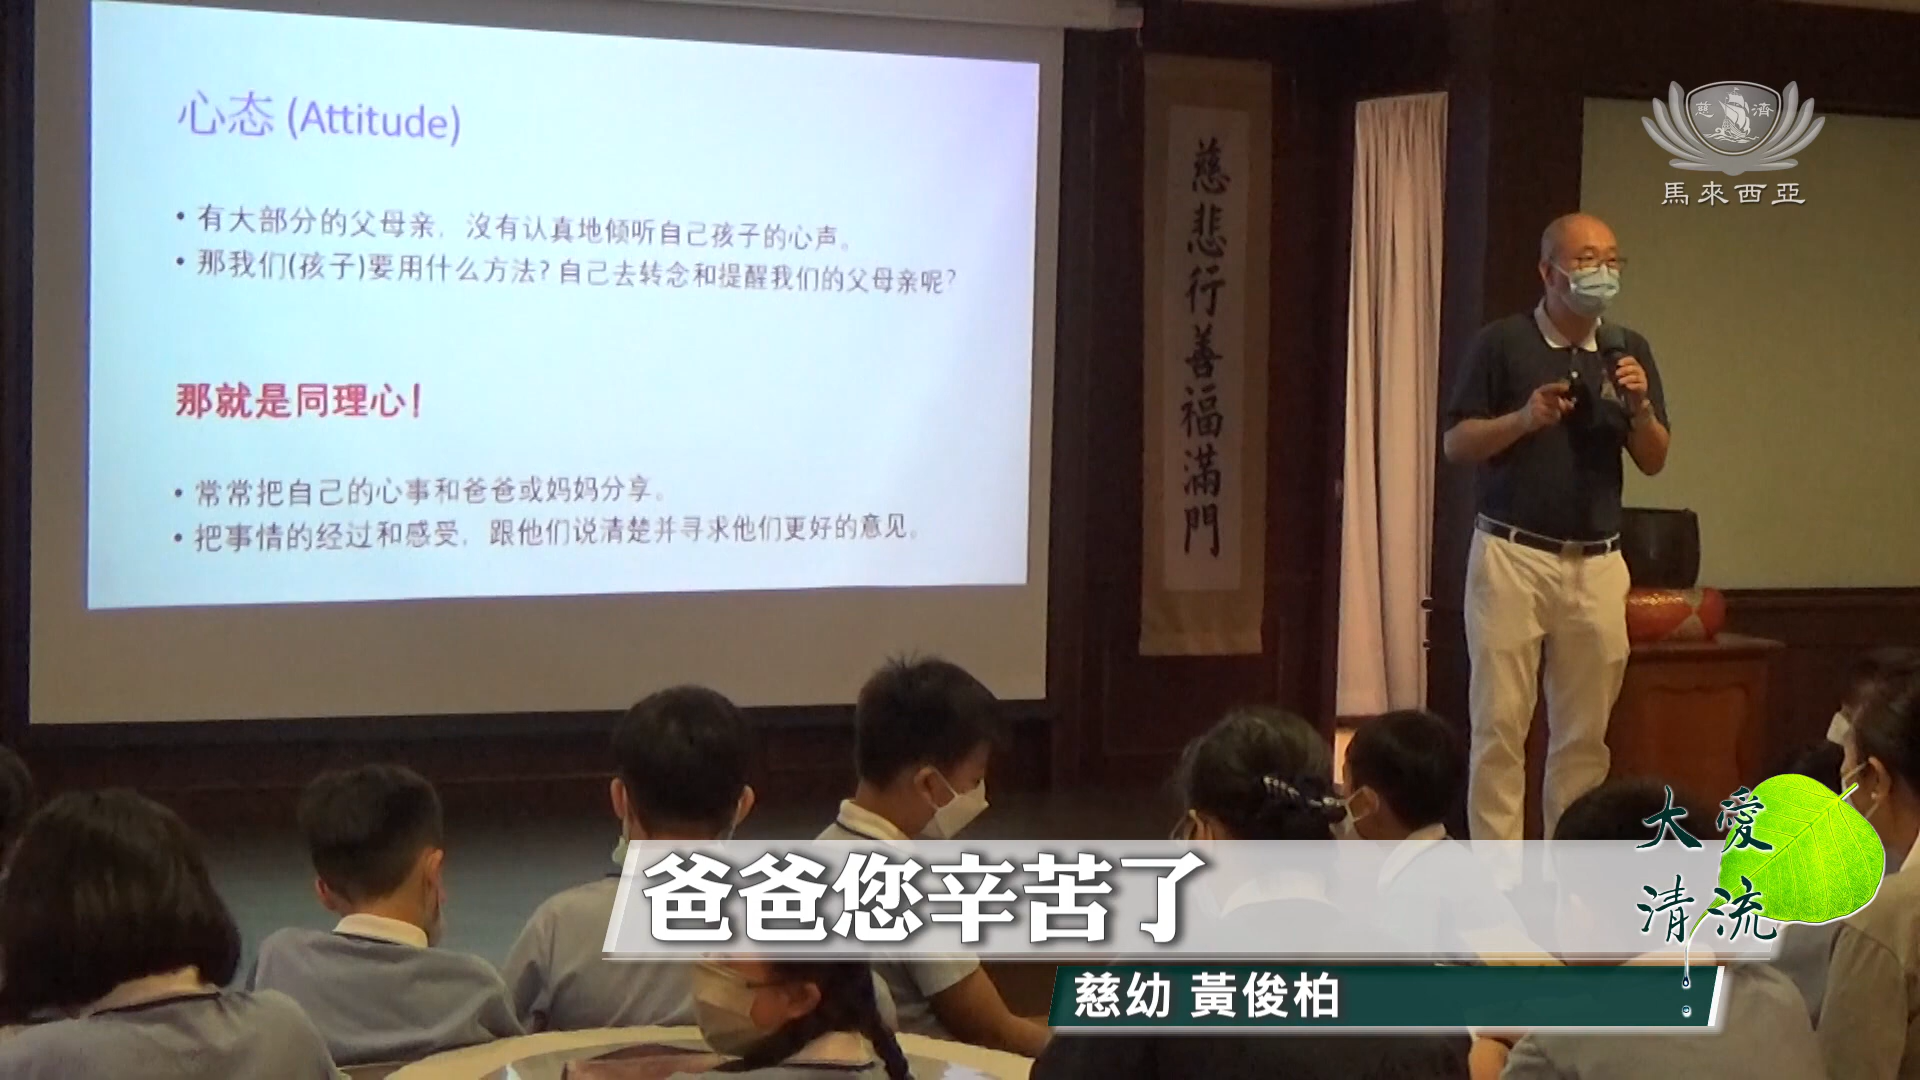 心态 (Attitude)
• 有大部分的父母亲，沒有认真地倾听自己孩子的心声。
• 那我们(孩子)要用什么方法? 自己去转念和提醒我们的父母亲呢?
那就是同理心！
• 常常把自己的心事和爸爸或妈妈分享。
• 把事情的经过和感受，跟他们说清楚并寻求他们更好的意见。
慈悲行善福滿門
慈濟
馬來西亞
大愛
清流
爸爸您辛苦了
慈幼 黃俊柏